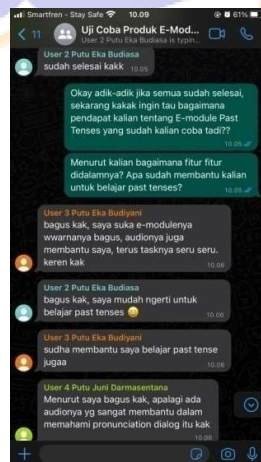 Smartfren - Stay Safe 10.09 61%
11 Uji Coba Produk E-Mod...
User 2 Putu Eka Budiasa is typin...
User 2 Putu Eka Budiasa
sudah selesai kakk 10.05
Okay adik-adik jika semua sudah selesai,
sekarang kakak ingin tau bagaimana
pendapat kalian tentang E-module Past
Tenses yang sudah kalian coba tadi??
10.05
Menurut kalian bagaimana fitur fitur
didalamnya? Apa sudah membantu kalian
untuk belajar past tenses?
10.05
User 3 Putu Eka Budiyani
bagus kak, saya suka e-modulenya
wwarnanya bagus, audionya juga
membantu saya, terus tasknya seru seru.
keren kak
10.06
User 2 Putu Eka Budiasa
bagus kak, saya mudah ngerti untuk
belajar past tenses 😄
10.06
User 3 Putu Eka Budiyani
sudha membantu saya belajar past tense
jugaa
10.06
User 4 Putu Juni Darmasentana
Menurut saya bagus kak, apalagi ada
audionya yg sangat membantu dalam
memahami pronunciation dialog itu kak
10.06